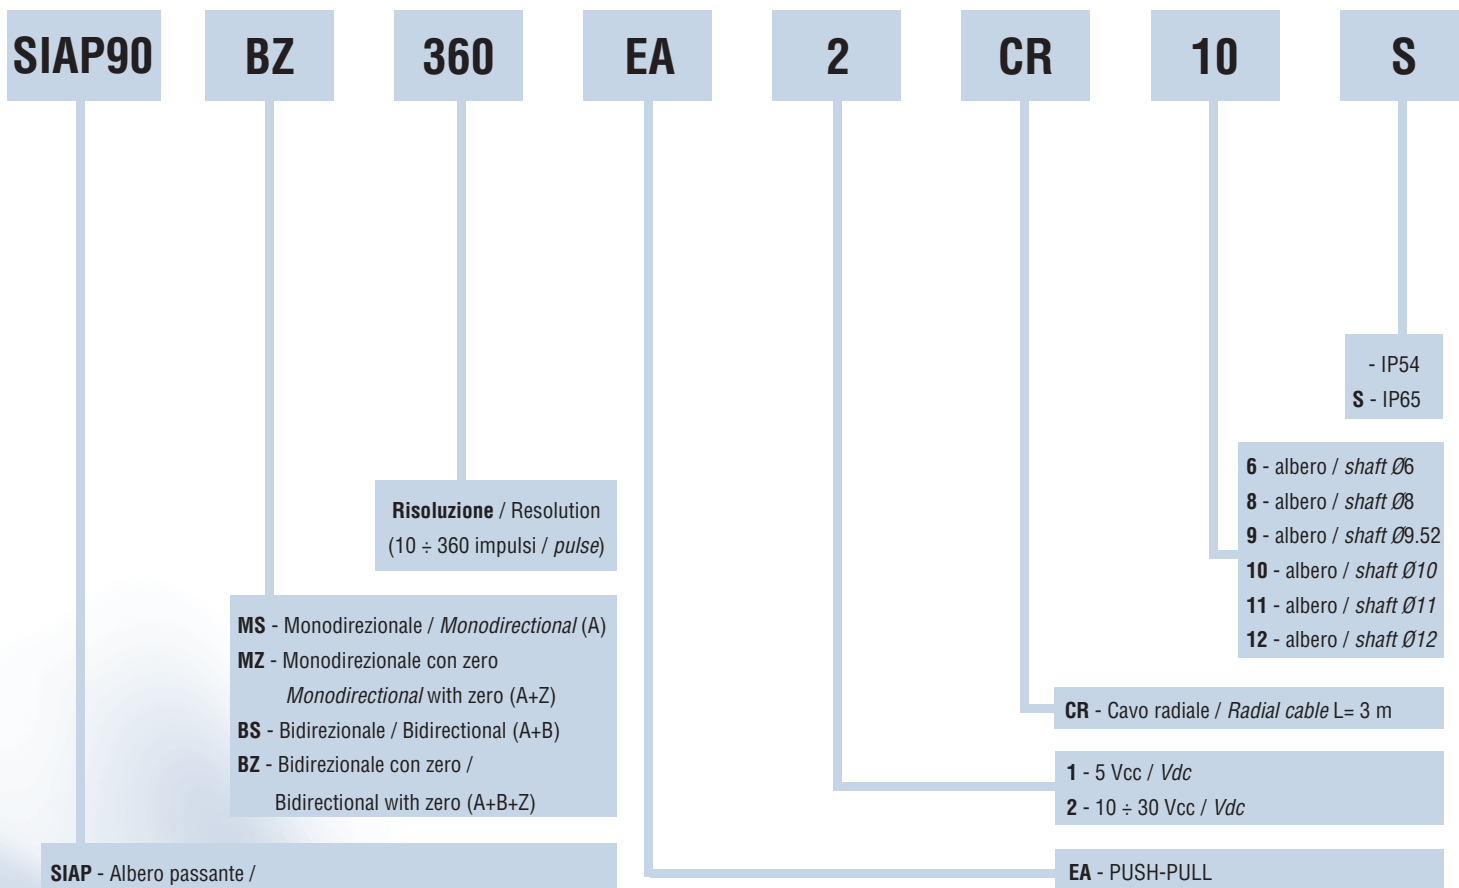 SIAP90 BZ 360 EA 2 CR 10 S
- IP54
S - IP65
6 - albero / shaft Ø6
8 - albero / shaft Ø8
9 - albero / shaft Ø9.52
10 - albero / shaft Ø10
11 - albero / shaft Ø11
12 - albero / shaft Ø12
Risoluzione / Resolution
(10 ÷ 360 impulsi / pulse)
MS - Monodirezionale / Monodirectional (A)
MZ - Monodirezionale con zero
Monodirectional with zero (A+Z)
BS - Bidirezionale / Bidirectional (A+B)
BZ - Bidirezionale con zero /
Bidirectional with zero (A+B+Z)
CR - Cavo radiale / Radial cable L= 3 m
1 - 5 Vcc / Vdc
2 - 10 ÷ 30 Vcc / Vdc
SIAP - Albero passante /
EA - PUSH-PULL